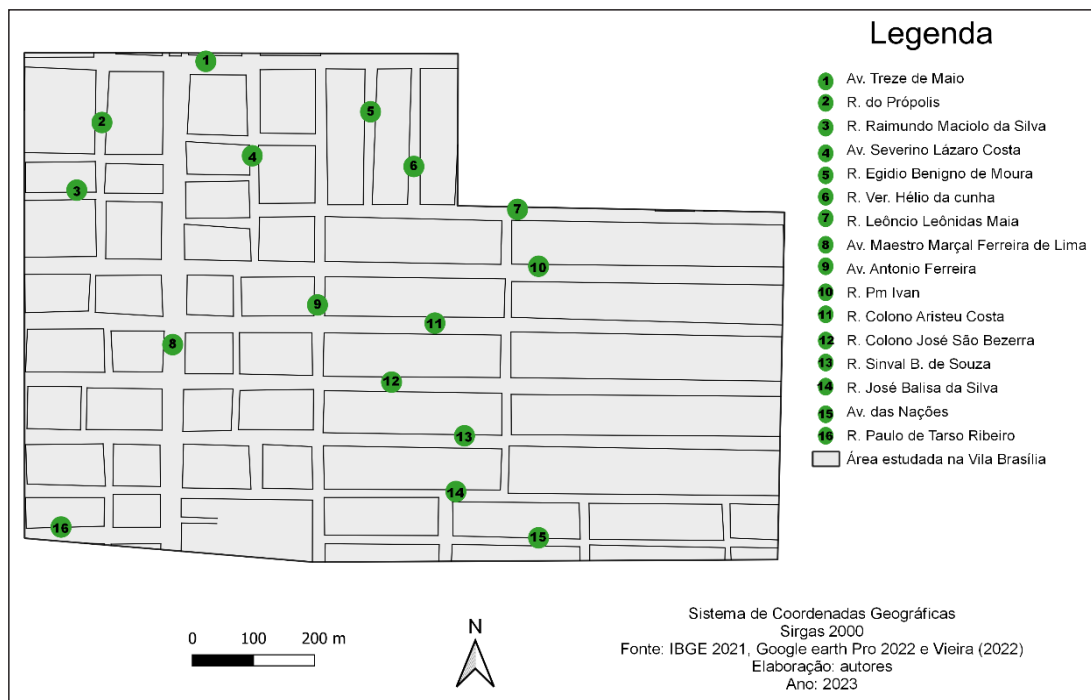 Legenda
1 Av. Treze de Maio
2 R. do Própolis
3 R. Raimundo Maciolo da Silva
4 Av. Severino Lázaro Costa
5 R. Egidio Benigno de Moura
6 R. Ver. Hélio da cunha
7 R. Leôncio Leônidas Maia
8 Av. Maestro Marçal Ferreira de Lima
9 Av. Antonio Ferreira
10 R. Pm Ivan
11 R. Colono Aristeu Costa
12 R. Colono José São Bezerra
13 R. Sinval B. de Souza
14 R. José Balisa da Silva
15 Av. das Nações
16 R. Paulo de Tarso Ribeiro
Área estudada na Vila Brasília
1
2
5
4
6
3
7
10
9
11
8
12
13
14
16
15
0 100 200 m
N
Sistema de Coordenadas Geográficas
Sirgas 2000
Fonte: IBGE 2021, Google earth Pro 2022 e Vieira (2022)
Elaboração: autores
Ano: 2023